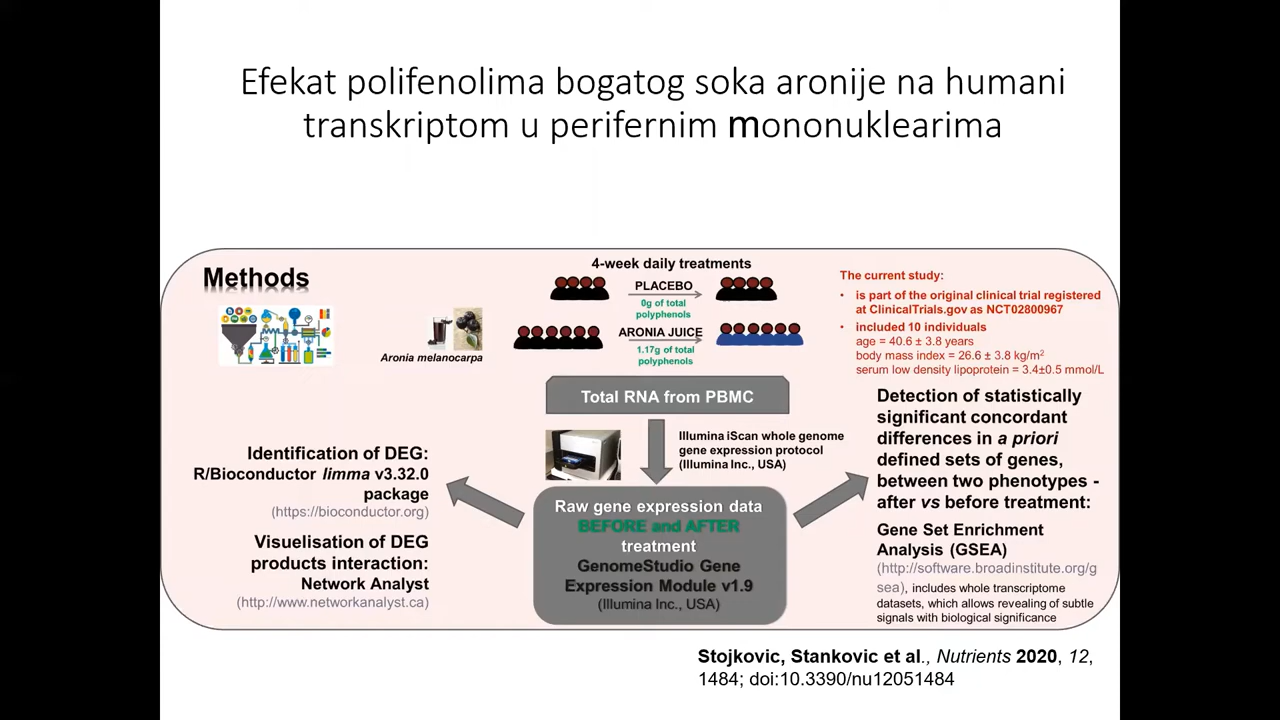 Efekat polifenolima bogatog soka aronije na humani
transkriptom u perifernim mononuklearima
Methods
Aronia melanocarpa
4-week daily treatments
PLACEBO
0g of total
polyphenols
ARONIA JUICE
1.17g of total
polyphenols
The current study:
• is part of the original clinical trial registered
at ClinicalTrials.gov as NCT02800967
• included 10 individuals
age = 40.6 ± 3.8 years
body mass index = 26.6 ± 3.8 kg/m²
serum low density lipoprotein = 3.4±0.5 mmol/L
Total RNA from PBMC
Illumina iScan whole genome
gene expression protocol
(Illumina Inc., USA)
Raw gene expression data
BEFORE and AFTER
treatment
GenomeStudio Gene
Expression Module v1.9
(Illumina Inc., USA)
Identification of DEG:
R/Bioconductor limma v3.32.0
package
(https://bioconductor.org)
Visuelisation of DEG
products interaction:
Network Analyst
(http://www.networkanalyst.ca)
Detection of statistically
significant concordant
differences in a priori
defined sets of genes,
between two phenotypes -
after vs before treatment:
Gene Set Enrichment
Analysis (GSEA)
(http://software.broadinstitute.org/g
sea), includes whole transcriptome
datasets, which allows revealing of subtle
signals with biological significance
Stojkovic, Stankovic et al., Nutrients 2020, 12,
1484; doi:10.3390/nu12051484